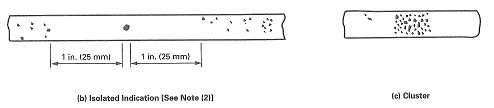 1 in. (25 mm) 1 in. (25 mm)
(b) Isolated Indication [See Note (2)] (c) Cluster